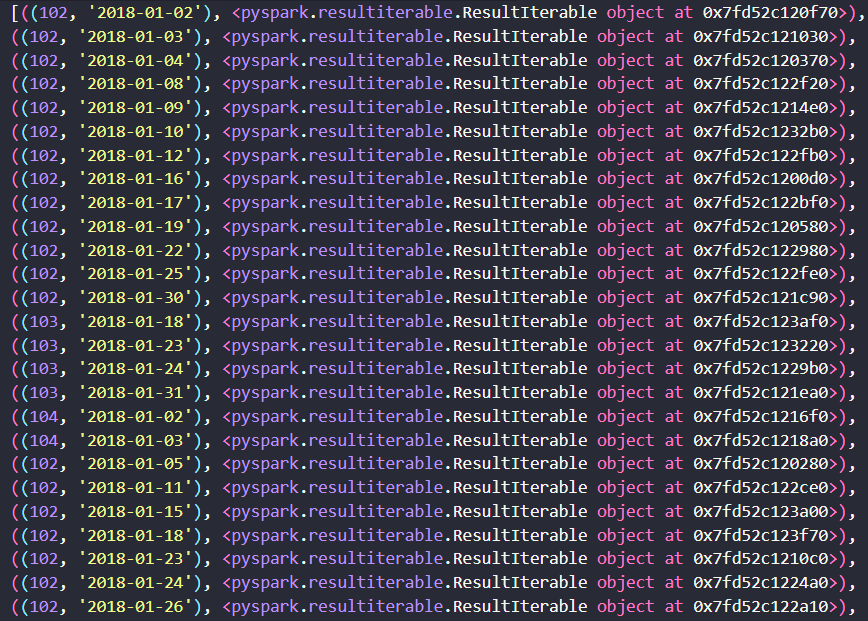 [((102, '2018-01-02'), <pyspark.resultiterable.ResultIterable object at 0x7fd52c120f70>),
((102, '2018-01-03'), <pyspark.resultiterable.ResultIterable object at 0x7fd52c121030>),
((102, '2018-01-04'), <pyspark.resultiterable.ResultIterable object at 0x7fd52c120370>),
((102, '2018-01-08'), <pyspark.resultiterable.ResultIterable object at 0x7fd52c122f20>),
((102, '2018-01-09'), <pyspark.resultiterable.ResultIterable object at 0x7fd52c1214e0>),
((102, '2018-01-10'), <pyspark.resultiterable.ResultIterable object at 0x7fd52c1232b0>),
((102, '2018-01-12'), <pyspark.resultiterable.ResultIterable object at 0x7fd52c122fb0>),
((102, '2018-01-16'), <pyspark.resultiterable.ResultIterable object at 0x7fd52c1200d0>),
((102, '2018-01-17'), <pyspark.resultiterable.ResultIterable object at 0x7fd52c122bf0>),
((102, '2018-01-19'), <pyspark.resultiterable.ResultIterable object at 0x7fd52c120580>),
((102, '2018-01-22'), <pyspark.resultiterable.ResultIterable object at 0x7fd52c122980>),
((102, '2018-01-25'), <pyspark.resultiterable.ResultIterable object at 0x7fd52c122fe0>),
((102, '2018-01-30'), <pyspark.resultiterable.ResultIterable object at 0x7fd52c121c90>),
((103, '2018-01-18'), <pyspark.resultiterable.ResultIterable object at 0x7fd52c123af0>),
((103, '2018-01-23'), <pyspark.resultiterable.ResultIterable object at 0x7fd52c123220>),
((103, '2018-01-24'), <pyspark.resultiterable.ResultIterable object at 0x7fd52c1229b0>),
((103, '2018-01-31'), <pyspark.resultiterable.ResultIterable object at 0x7fd52c121ea0>),
((104, '2018-01-02'), <pyspark.resultiterable.ResultIterable object at 0x7fd52c1216f0>),
((104, '2018-01-03'), <pyspark.resultiterable.ResultIterable object at 0x7fd52c1218a0>),
((102, '2018-01-05'), <pyspark.resultiterable.ResultIterable object at 0x7fd52c120280>),
((102, '2018-01-11'), <pyspark.resultiterable.ResultIterable object at 0x7fd52c122ce0>),
((102, '2018-01-15'), <pyspark.resultiterable.ResultIterable object at 0x7fd52c123a00>),
((102, '2018-01-18'), <pyspark.resultiterable.ResultIterable object at 0x7fd52c123f70>),
((102, '2018-01-23'), <pyspark.resultiterable.ResultIterable object at 0x7fd52c1210c0>),
((102, '2018-01-24'), <pyspark.resultiterable.ResultIterable object at 0x7fd52c1224a0>),
((102, '2018-01-26'), <pyspark.resultiterable.ResultIterable object at 0x7fd52c122a10>),